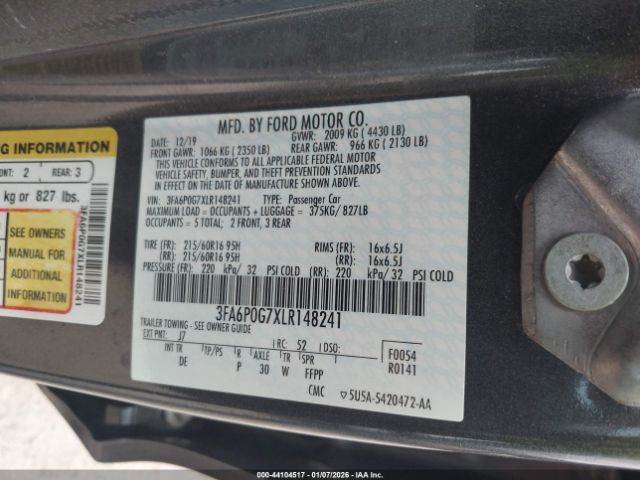 NG INFORMATION
ONT: 2 REAR: 3
kg or 827 lbs.
SEE OWNERS
MANUAL FOR
ADDITIONAL
INFORMATION
3FA6P0G7XLR148241
MFD. BY FORD MOTOR CO.
DATE: 12/19 GVWR: 2009 KG ( 4430 LB)
FRONT GAWR: 1066 KG ( 2350 LB) REAR GAWR: 966 KG ( 2130 LB)
THIS VEHICLE CONFORMS TO ALL APPLICABLE FEDERAL MOTOR
VEHICLE SAFETY, BUMPER, AND THEFT PREVENTION STANDARDS
IN EFFECT ON THE DATE OF MANUFACTURE SHOWN ABOVE.
VIN: 3FA6P0G7XLR148241 TYPE: Passenger Car
MAXIMUM LOAD = OCCUPANTS + LUGGAGE = 375KG/827LB
OCCUPANTS = 5 TOTAL; 2 FRONT, 3 REAR
TIRE (FR): 215/60R16 95H RIMS (FR): 16x6.5J
(RR): 215/60R16 95H (RR): 16x6.5J
PRESSURE (FR): 220 kPa/ 32 PSI COLD (RR): 220 kPa/ 32 PSI COLD
3FA6P0G7XLR148241
TRAILER TOWING - SEE OWNER GUIDE
EXT PNT: J7 RC: 52 DSO: F0054
INT TR TP/PS R AXLE TR SPR R0141
DE P 30 W FFPP
CMC 5U5A-5420472-AA
000-44104517 01/07/2026 IAAI.COM